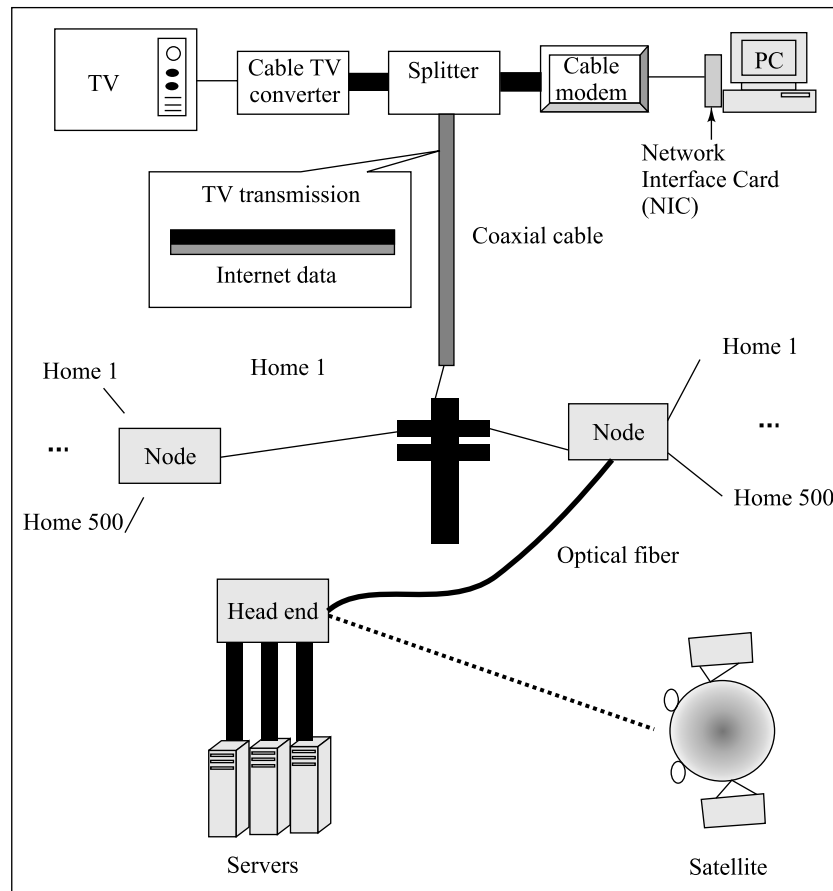 TV
Cable TV
converter
Splitter
Cable
modem
PC
Network
Interface Card
(NIC)
TV transmission
Internet data
Coaxial cable
Home 1
Home 1
Home 1
...
Node
Node
...
Home 500
Home 500
Optical fiber
Head end
Servers
Satellite